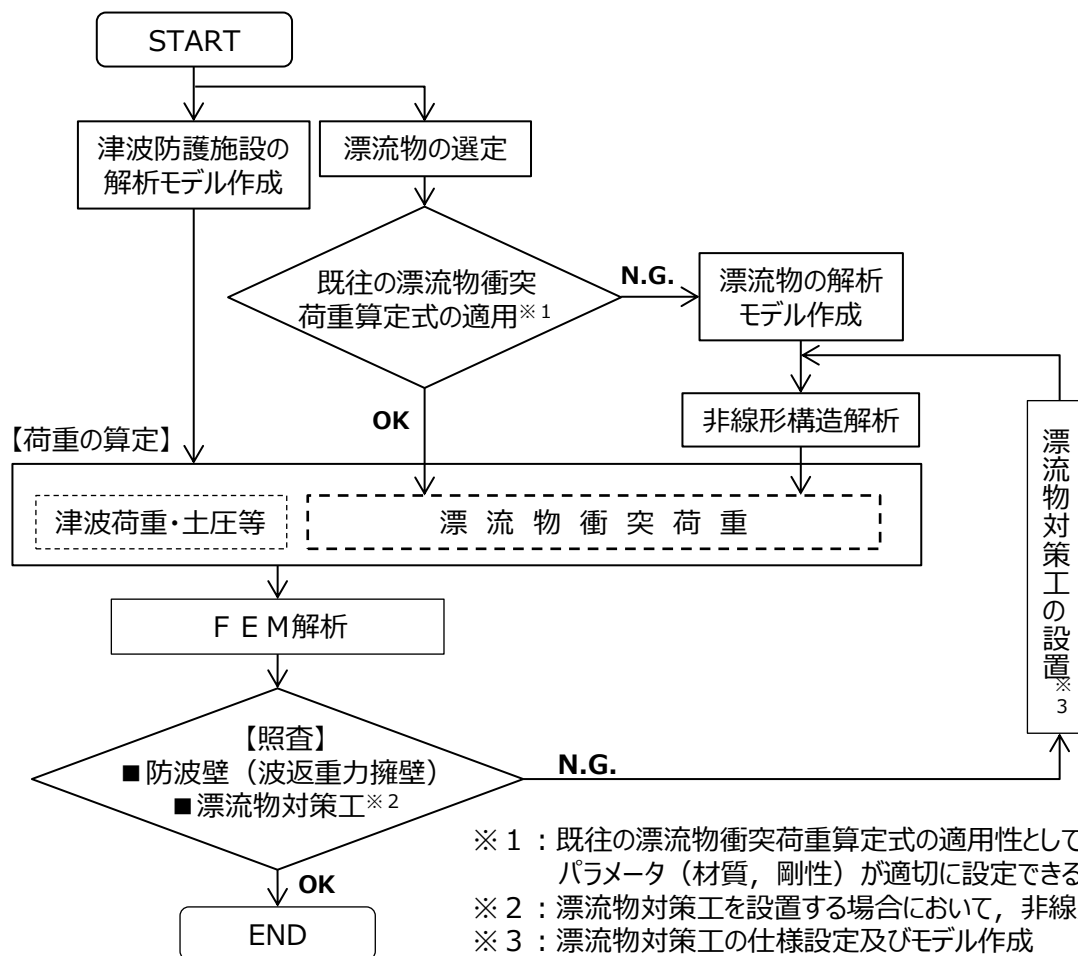 START
津波防護施設の
解析モデル作成
漂流物の選定
既往の漂流物衝突
荷重算定式の適用※1
N.G.
漂流物の解析
モデル作成
OK
非線形構造解析
【荷重の算定】
津波荷重・土圧等
漂流物衝突荷重
漂流物対策工の設置※3
FEM解析
【照査】
■防波壁（波返重力擁壁）
■漂流物対策工※2
N.G.
OK
END
※1：既往の漂流物衝突荷重算定式の適用性として
パラメータ（材質，剛性）が適切に設定できる
※2：漂流物対策工を設置する場合において，非線
※3：漂流物対策工の仕様設定及びモデル作成